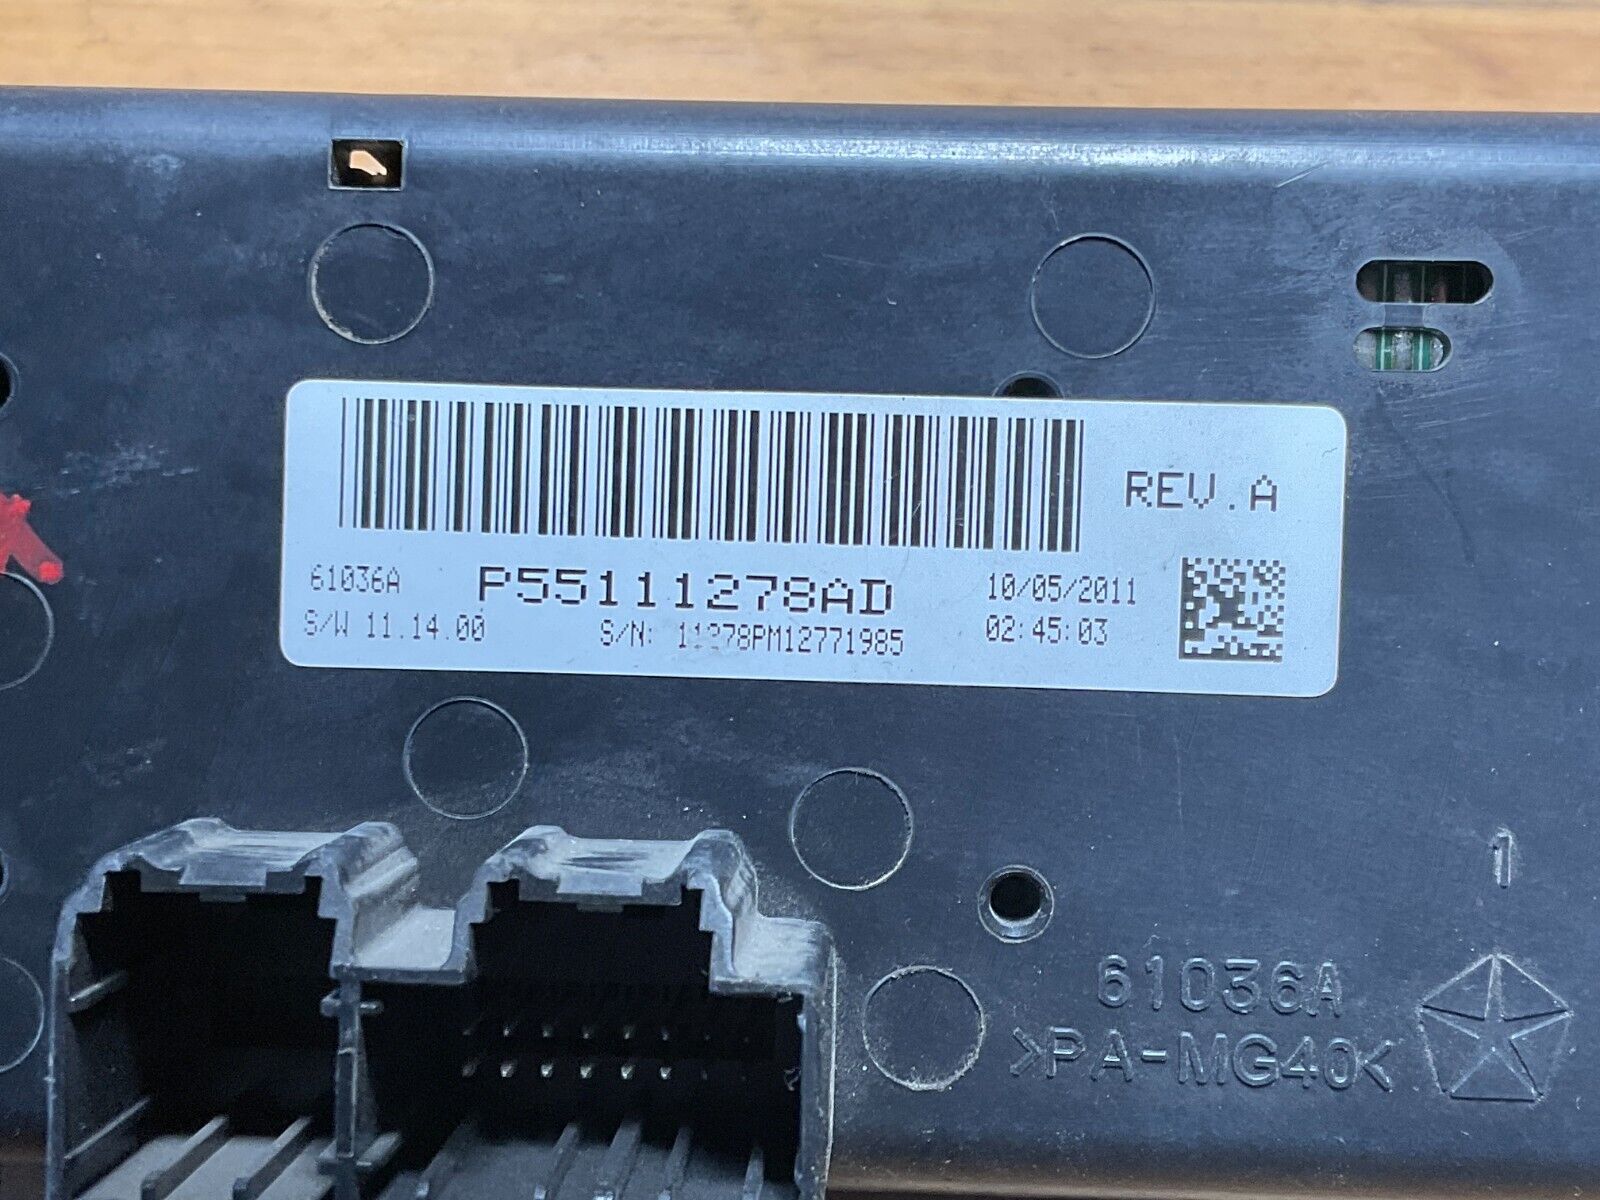 REV.A
61036A P55111278AD 10/05/2011
S/W 11.14.00 S/N: 11278PM12771985 02:45:03
1
61036A
>PA-MG40<